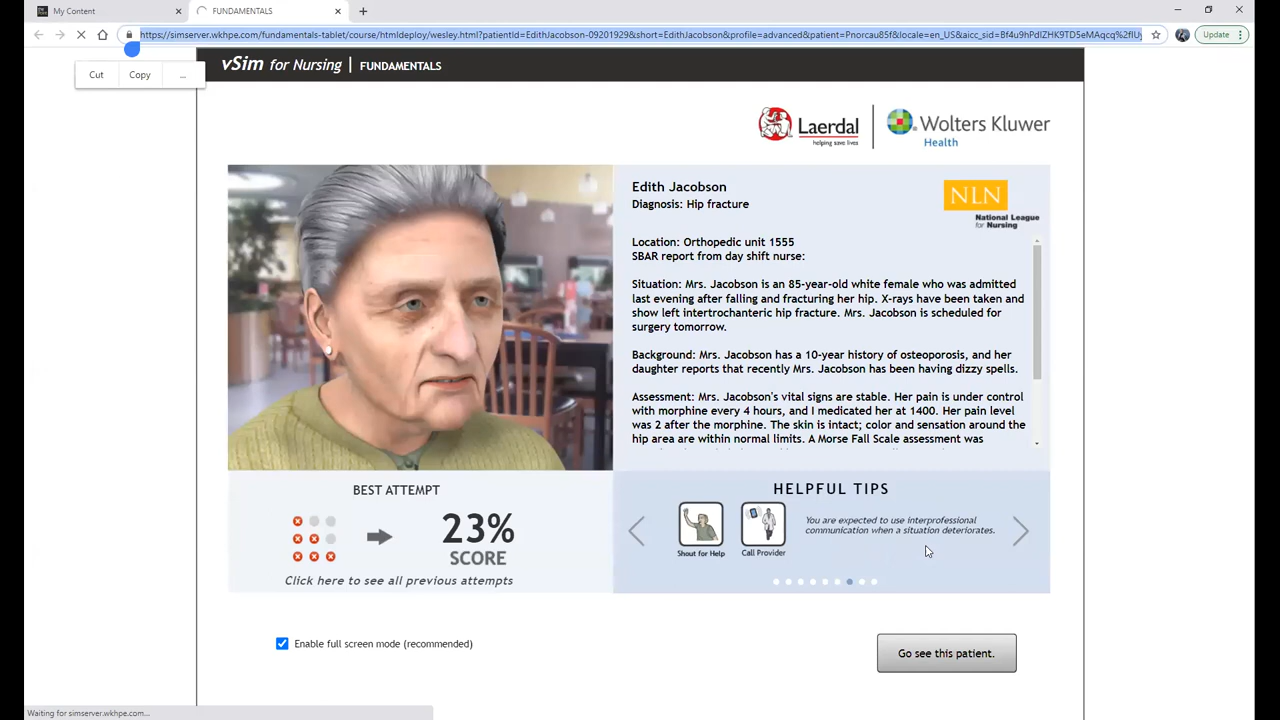 My Content
FUNDAMENTALS
https://simserver.wkhpe.com/fundamentals-tablet/course/htmldeploy/wesley.html?patientId=EdithJacobson-09201929&short=EdithJacobson&profile=advanced&patient=Pnorcau85f&locale=en_US&aicc_sid=Bf4u9hPdIZHK9TD5eMAqcq%2flUy
Update
Cut Copy ...
vSim for Nursing | FUNDAMENTALS
Laerdal
helping save lives
Wolters Kluwer
Health
Edith Jacobson
Diagnosis: Hip fracture
NLN
National League
for Nursing
Location: Orthopedic unit 1555
SBAR report from day shift nurse:
Situation: Mrs. Jacobson is an 85-year-old white female who was admitted
last evening after falling and fracturing her hip. X-rays have been taken and
show left intertrochanteric hip fracture. Mrs. Jacobson is scheduled for
surgery tomorrow.
Background: Mrs. Jacobson has a 10-year history of osteoporosis, and her
daughter reports that recently Mrs. Jacobson has been having dizzy spells.
Assessment: Mrs. Jacobson's vital signs are stable. Her pain is under control
with morphine every 4 hours, and I medicated her at 1400. Her pain level
was 2 after the morphine. The skin is intact; color and sensation around the
hip area are within normal limits. A Morse Fall Scale assessment was
BEST ATTEMPT
23%
SCORE
Click here to see all previous attempts
HELPFUL TIPS
Shout for Help
Call Provider
You are expected to use interprofessional
communication when a situation deteriorates.
Enable full screen mode (recommended)
Go see this patient.
Waiting for simserver.wkhpe.com...